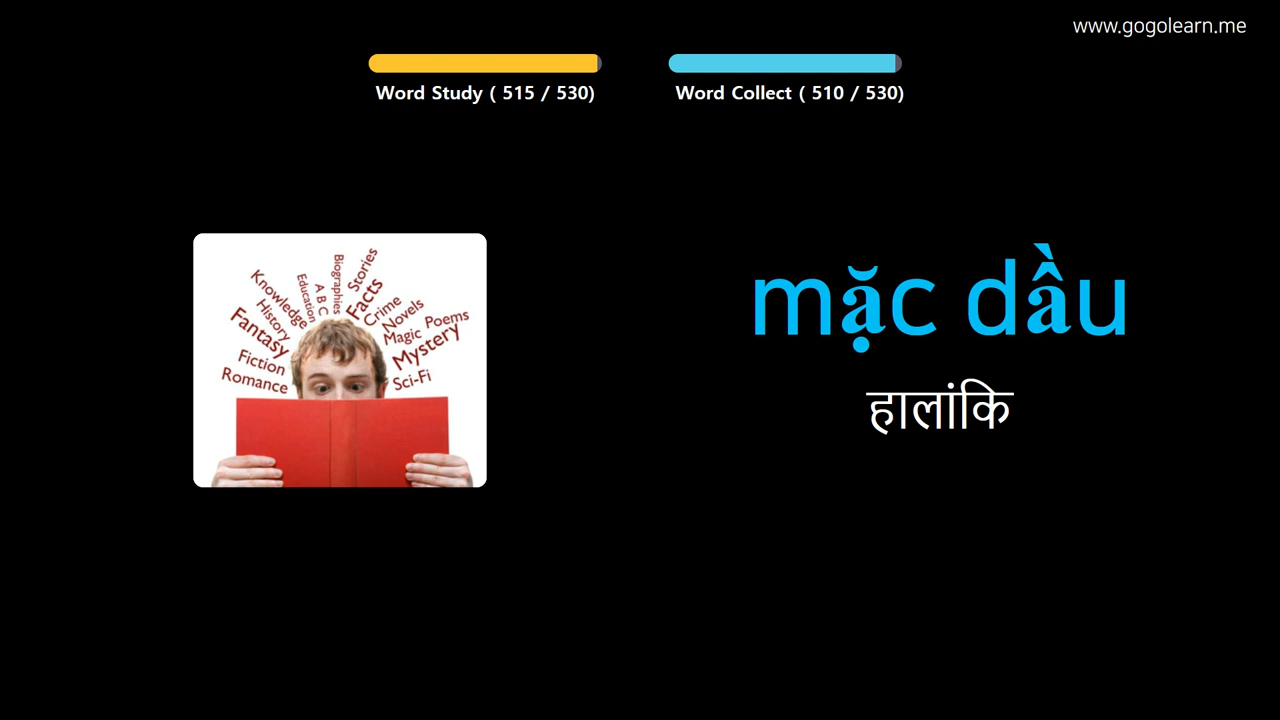 www.gogolearn.me
Word Study ( 515 / 530)
Word Collect ( 510 / 530)
Knowledge
History
Fantasy
Fiction
Romance
Education
A B C
Biographies
Stories
Facts
Crime
Novels
Magic
Poems
Mystery
Sci-Fi
mặc dầu
हालांकि